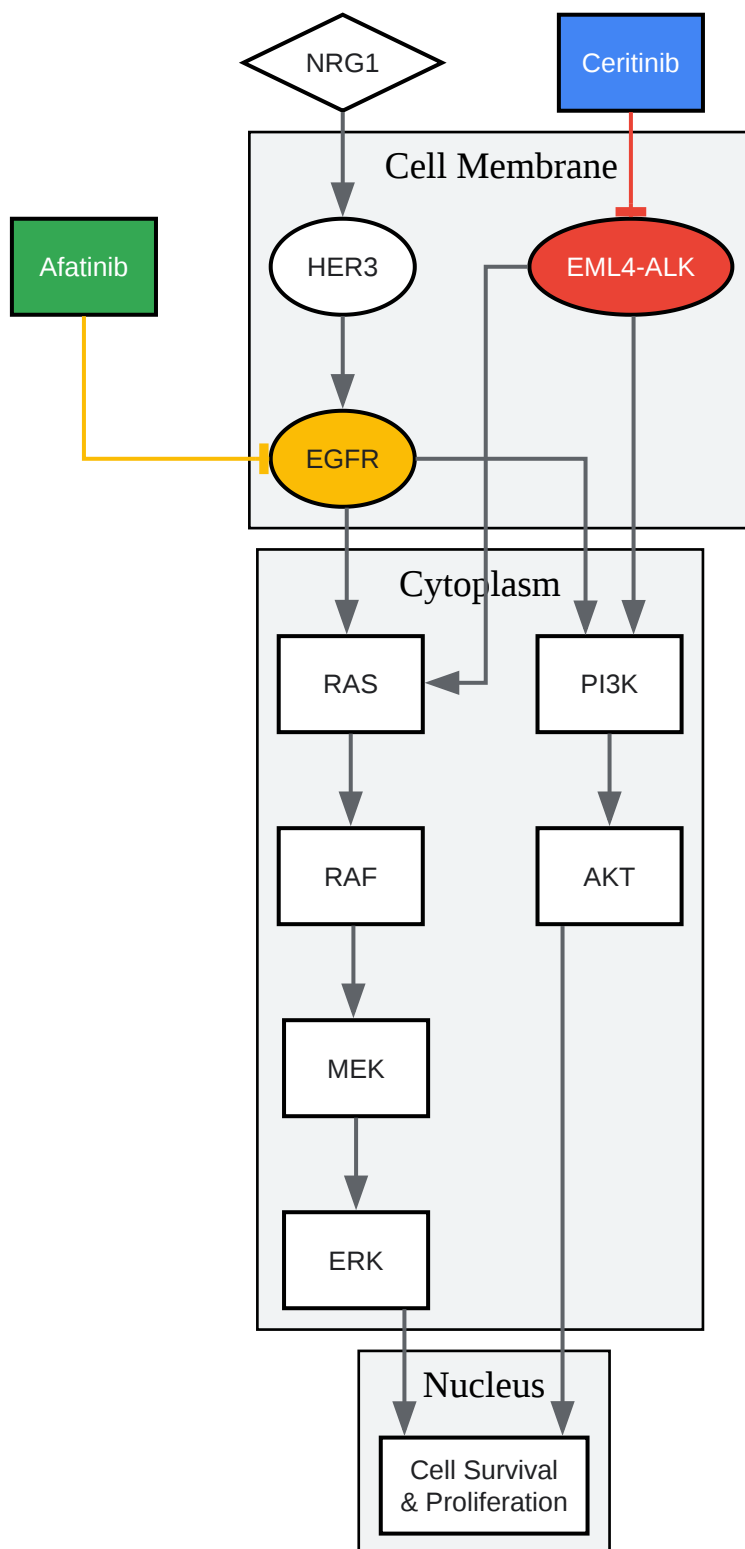 NRG1
Ceritinib
Cell Membrane
Afatinib
HER3
EML4-ALK
EGFR
Cytoplasm
RAS
PI3K
RAF
AKT
MEK
ERK
Nucleus
Cell Survival
& Proliferation